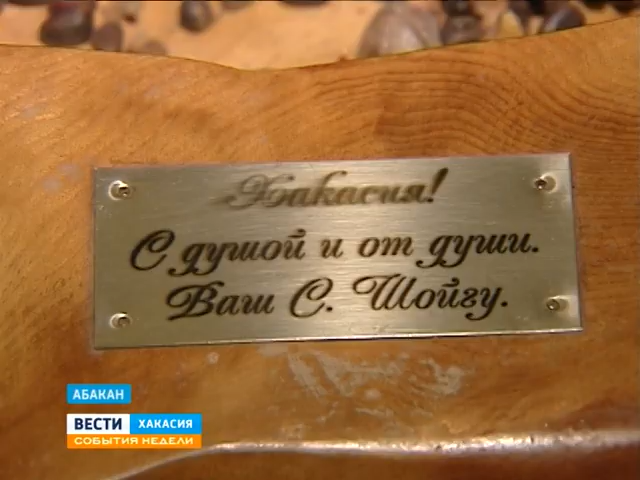 Хакасия!
С душой и от души.
Ваш С. Шойгу.
АБАКАН
ВЕСТИ ХАКАСИЯ
СОБЫТИЯ НЕДЕЛИ